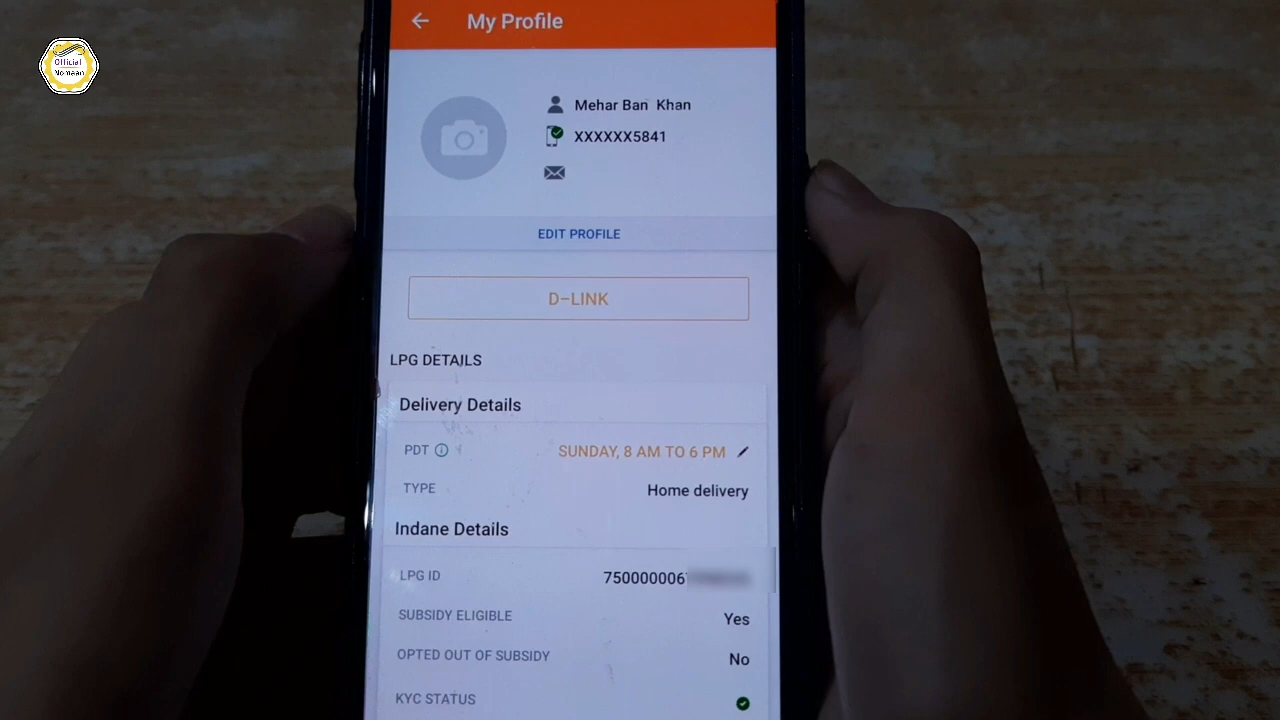 Official
Nomaan
My Profile
Mehar Ban Khan
XXXXXX5841
EDIT PROFILE
D-LINK
LPG DETAILS
Delivery Details
PDT SUNDAY, 8 AM TO 6 PM
TYPE Home delivery
Indane Details
LPG ID 750000006
SUBSIDY ELIGIBLE Yes
OPTED OUT OF SUBSIDY No
KYC STATUS